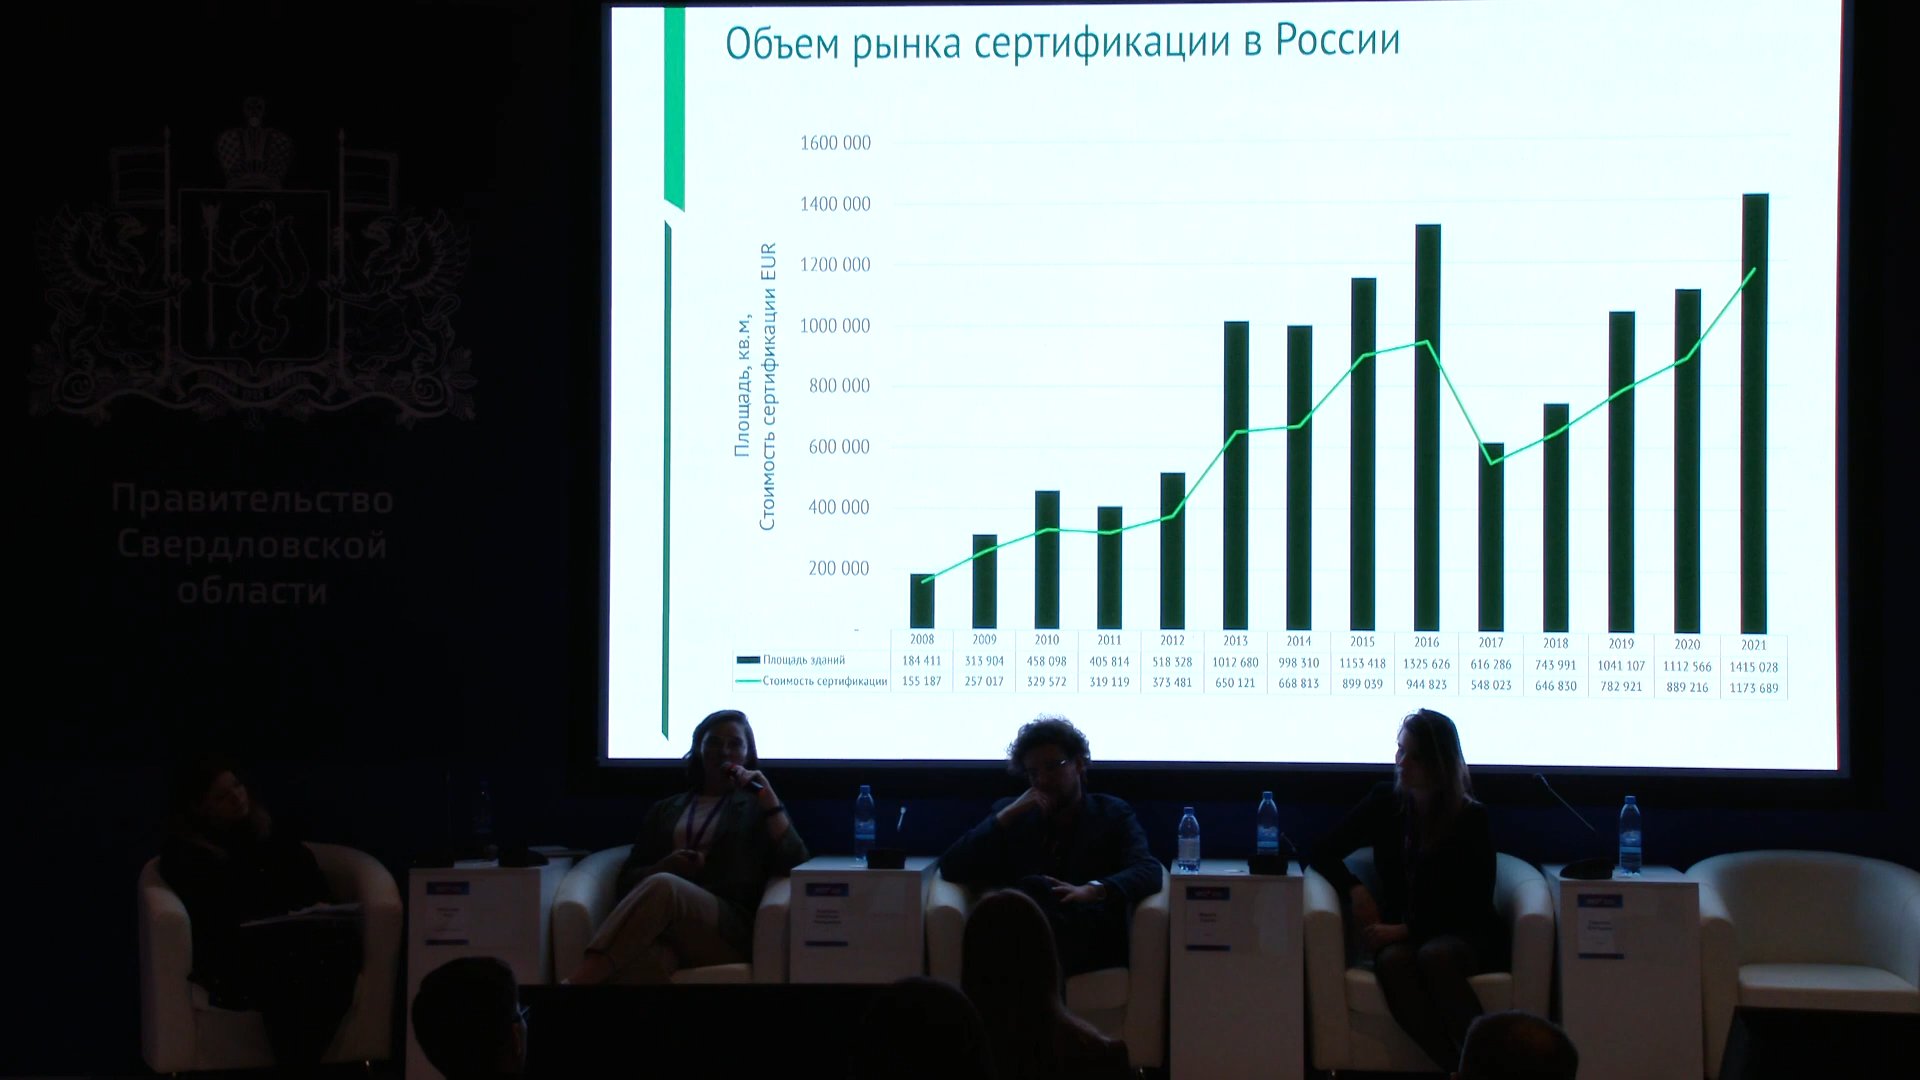 Объем рынка сертификации в России
Площадь, кв.м,
Стоимость сертификации EUR
1600 000
1400 000
1200 000
1000 000
800 000
600 000
400 000
200 000
-
2008 2009 2010 2011 2012 2013 2014 2015 2016 2017 2018 2019 2020 2021
Площадь зданий 184 411 313 904 458 098 405 814 518 328 1012 680 998 310 1153 418 1325 626 616 286 743 991 1041 107 1112 566 1415 028
Стоимость сертификации 155 187 257 017 329 572 319 119 373 481 650 121 668 813 899 039 944 823 548 023 646 830 782 921 889 216 1173 689
Правительство
Свердловской
области